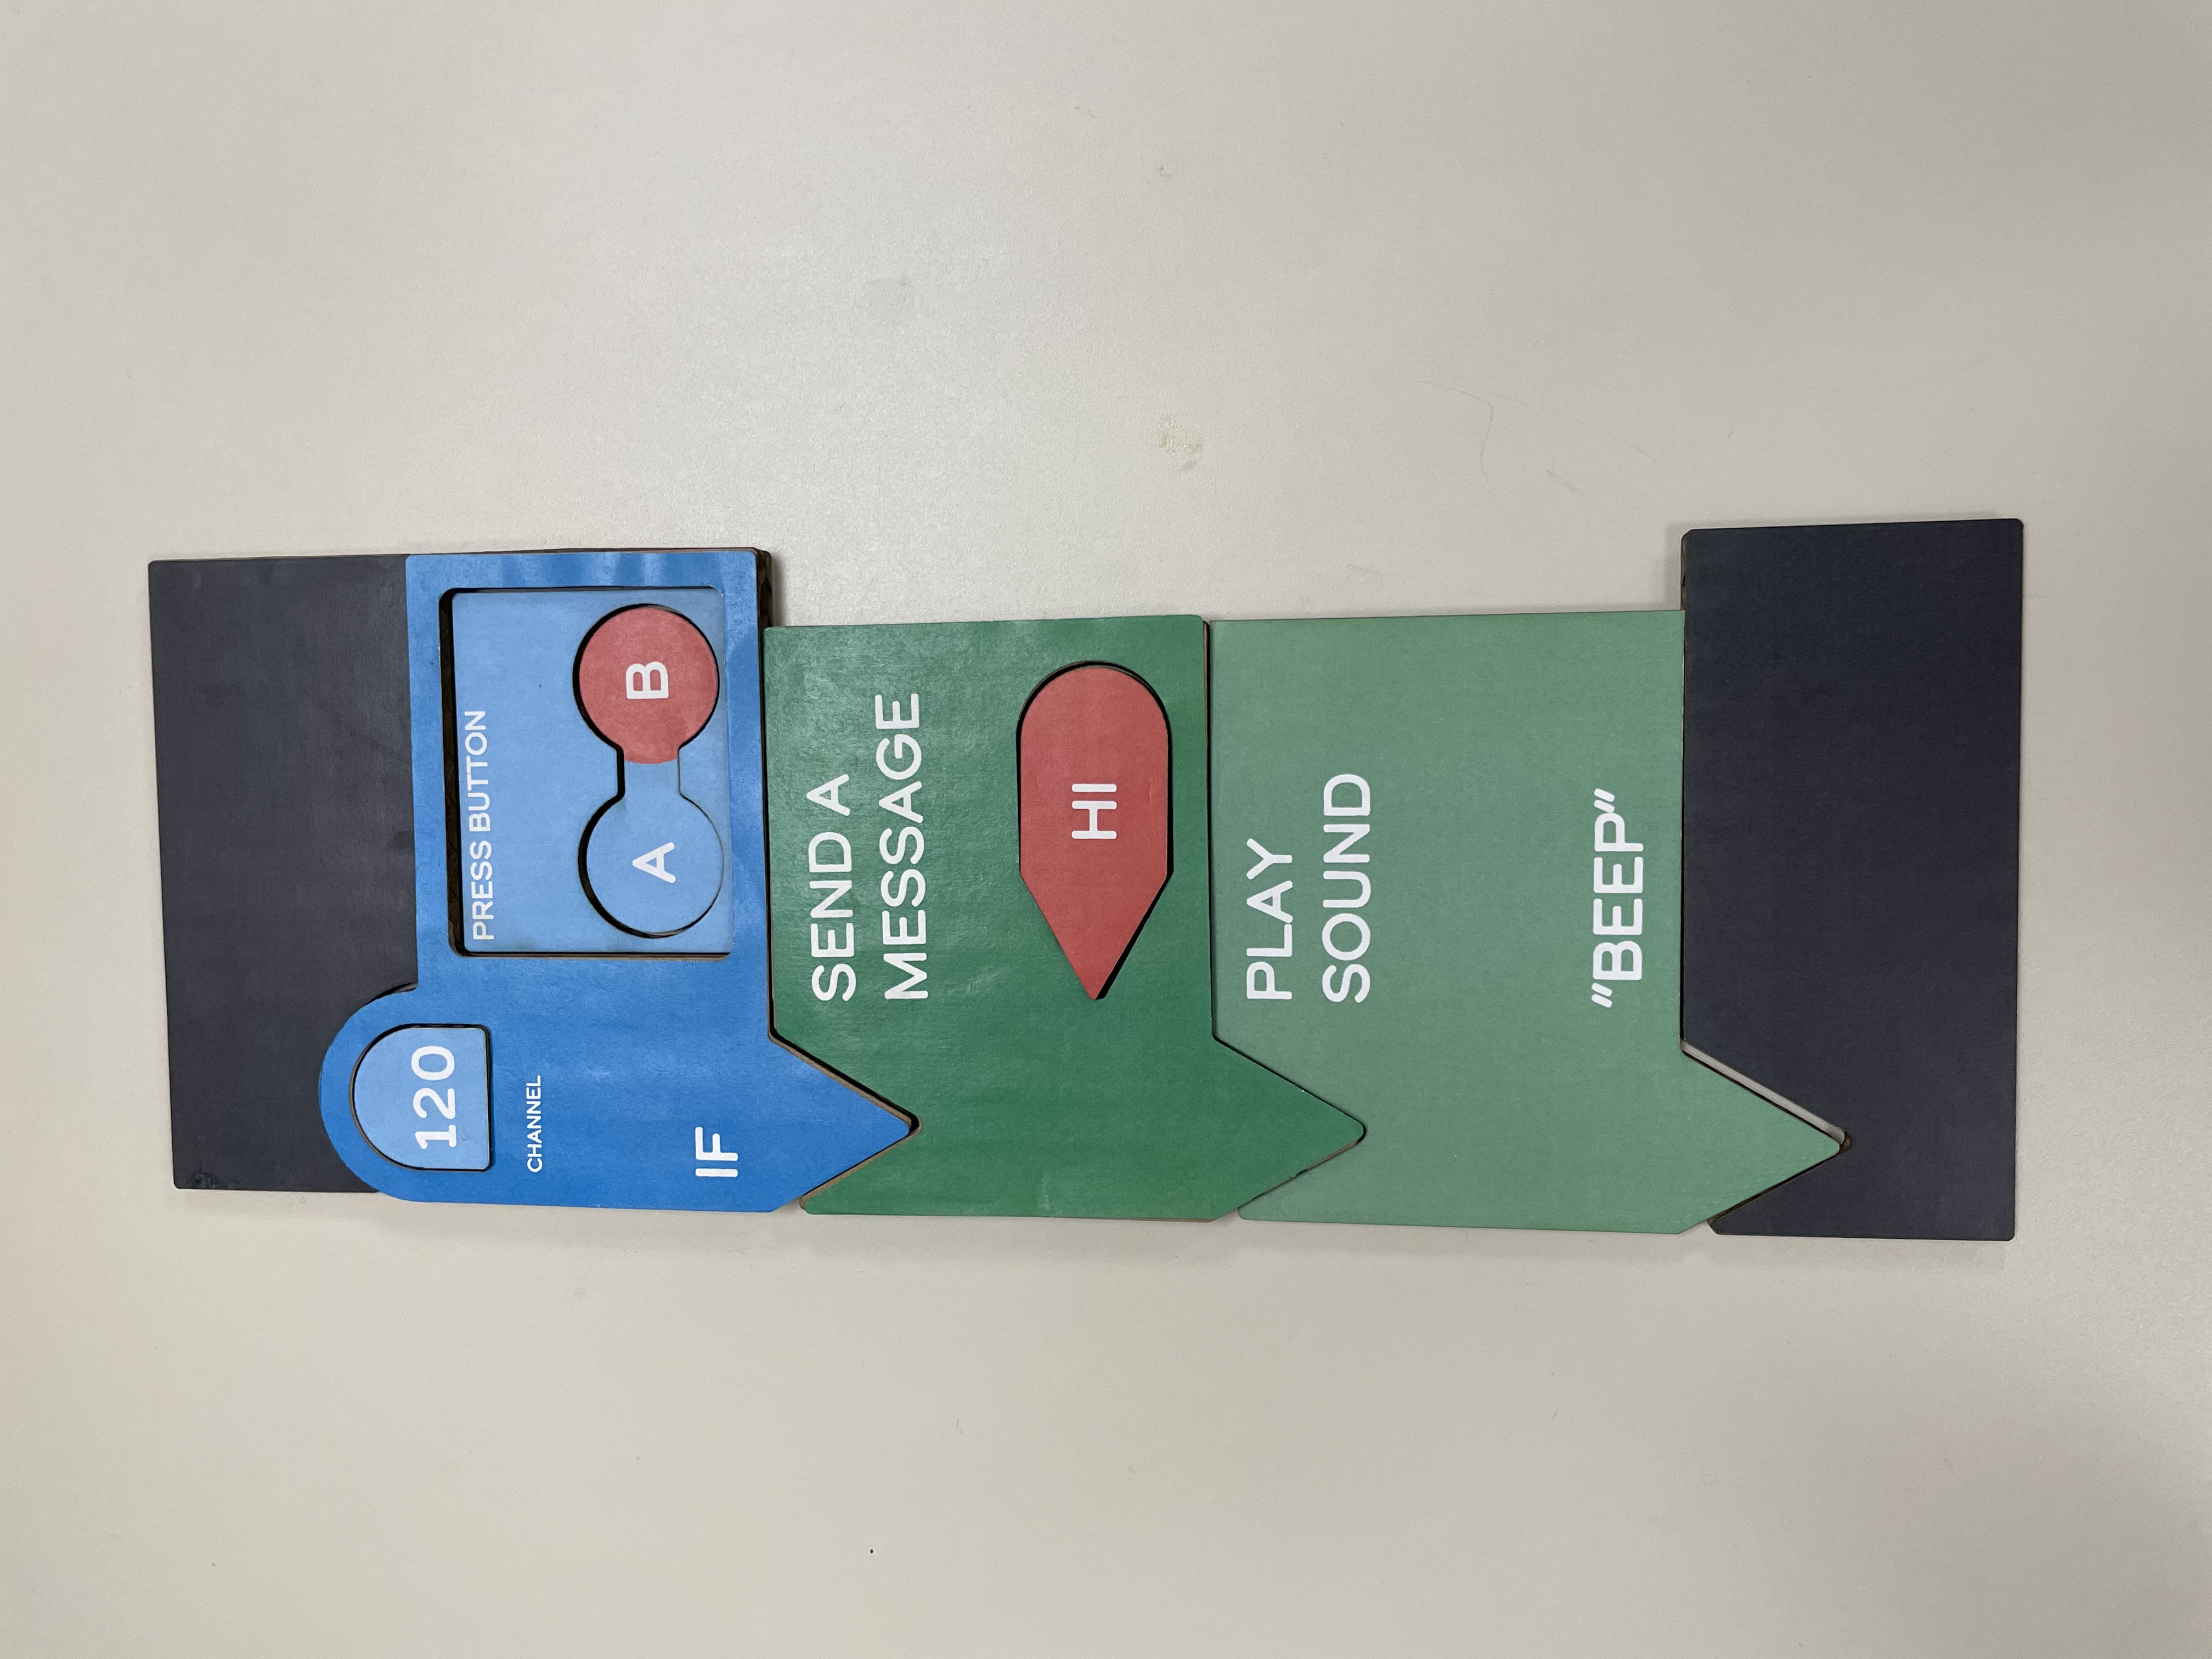 120
CHANNEL
PRESS BUTTON
A B
IF
SEND A
MESSAGE
HI
PLAY
SOUND
"BEEP"